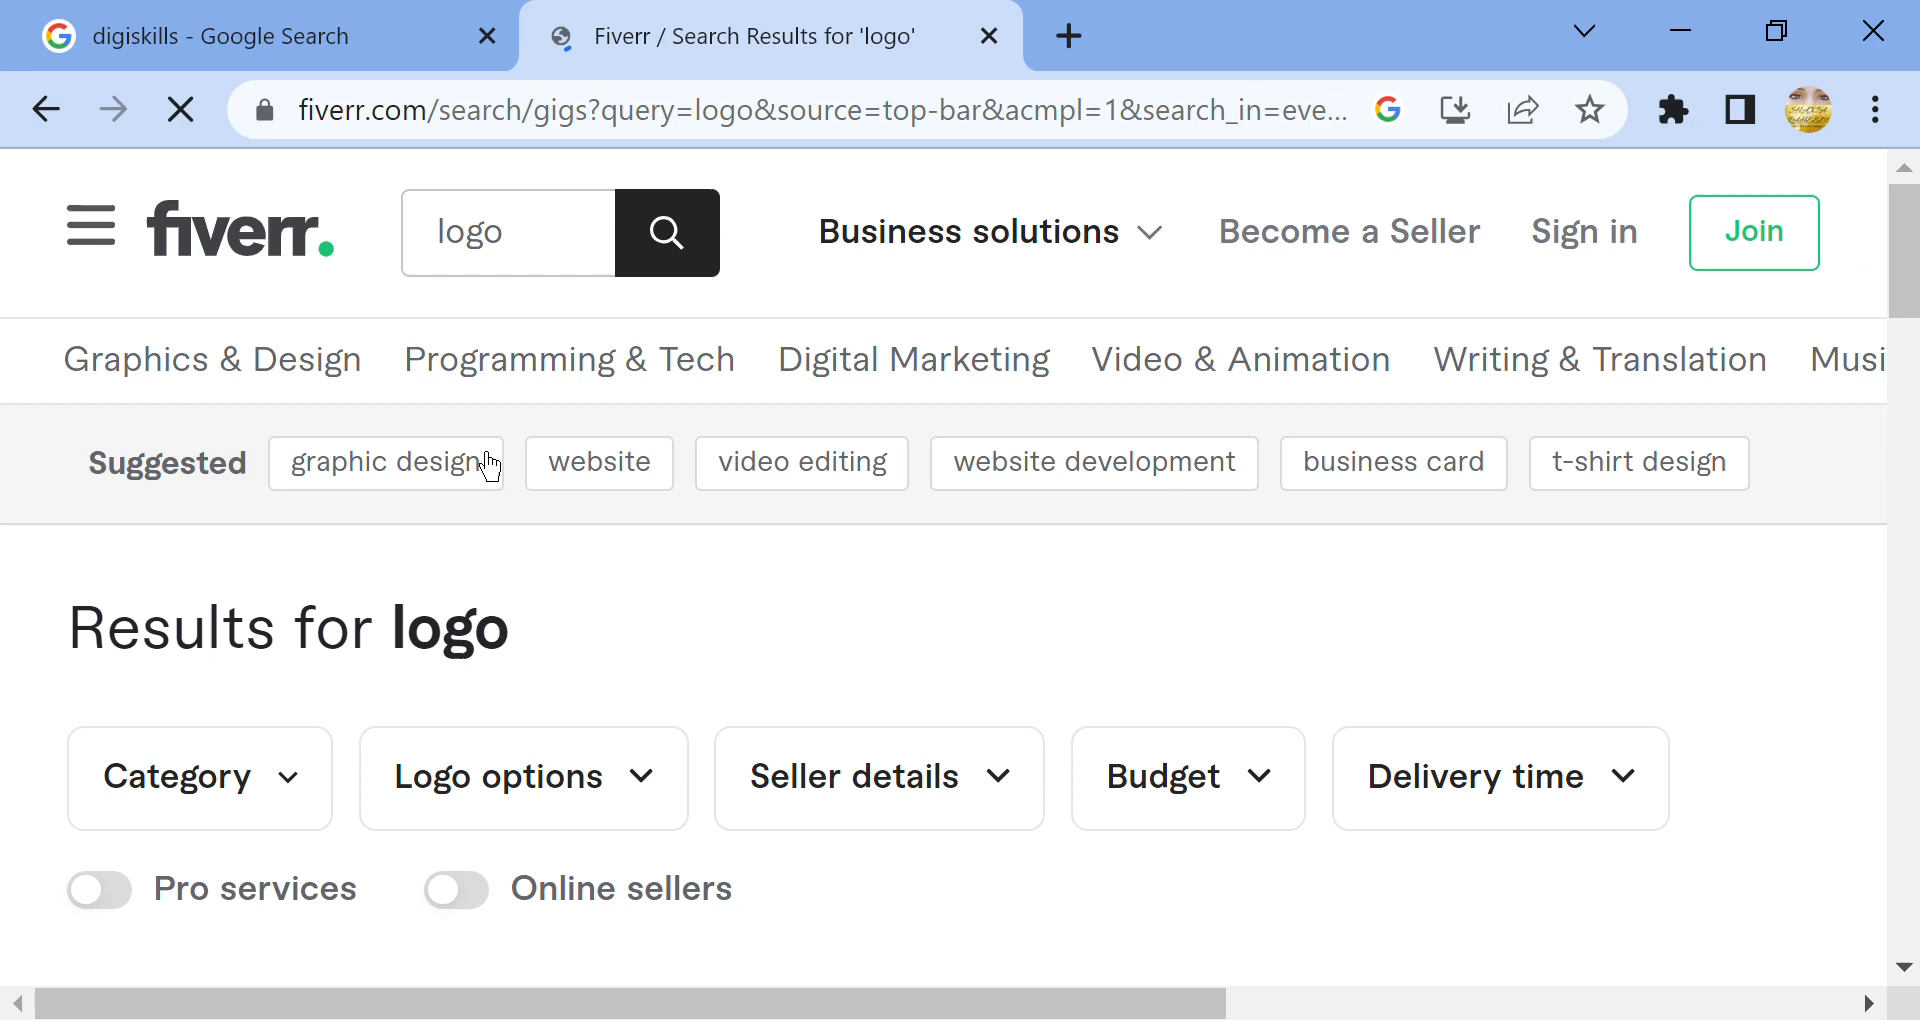 digiskills - Google Search
Fiverr / Search Results for 'logo'
fiverr.com/search/gigs?query=logo&source=top-bar&acmpl=1&search_in=eve...
fiverr.
logo
Business solutions
Become a Seller
Sign in
Join
Graphics & Design
Programming & Tech
Digital Marketing
Video & Animation
Writing & Translation
Musi
Suggested
graphic design
website
video editing
website development
business card
t-shirt design
Results for logo
Category
Logo options
Seller details
Budget
Delivery time
Pro services
Online sellers